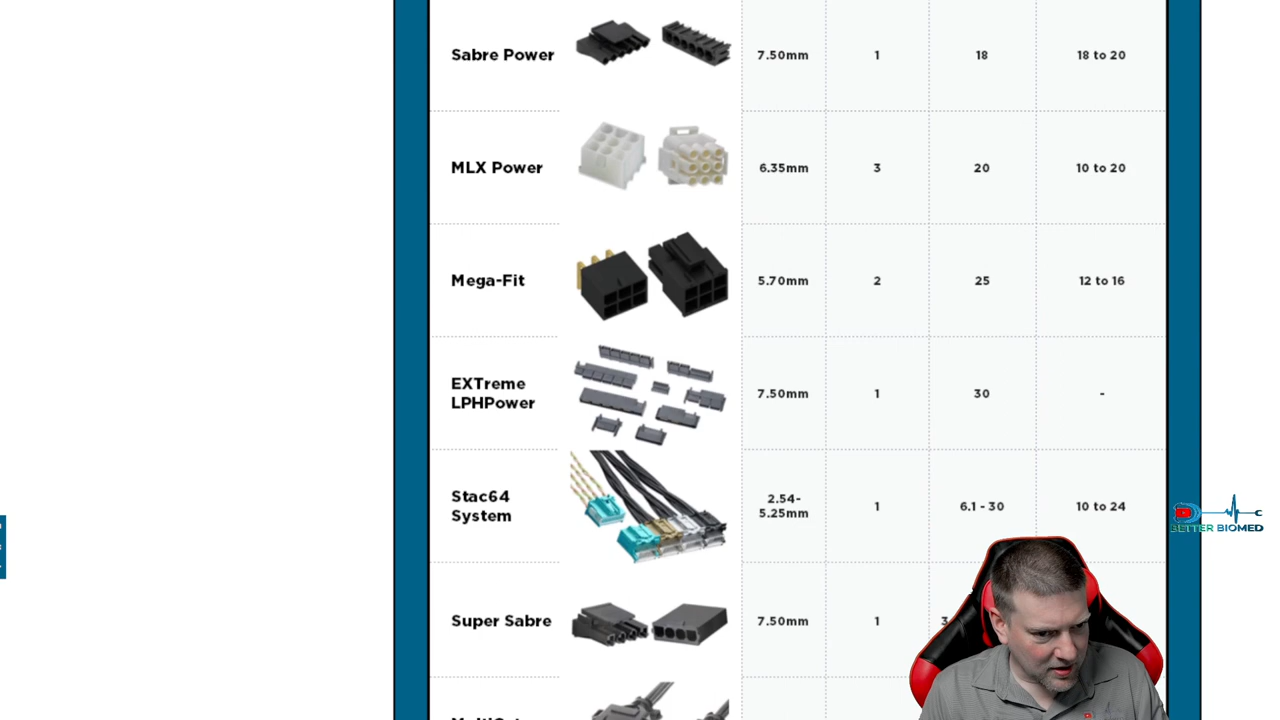 Sabre Power 7.50mm 1 18 18 to 20
MLX Power 6.35mm 3 20 10 to 20
Mega-Fit 5.70mm 2 25 12 to 16
EXTreme
LPHPower 7.50mm 1 30 -
Stac64
System
2.54-
5.25mm
1 6.1 - 30 10 to 24
C
BETTER BIOMED
Super Sabre 7.50mm 1 3